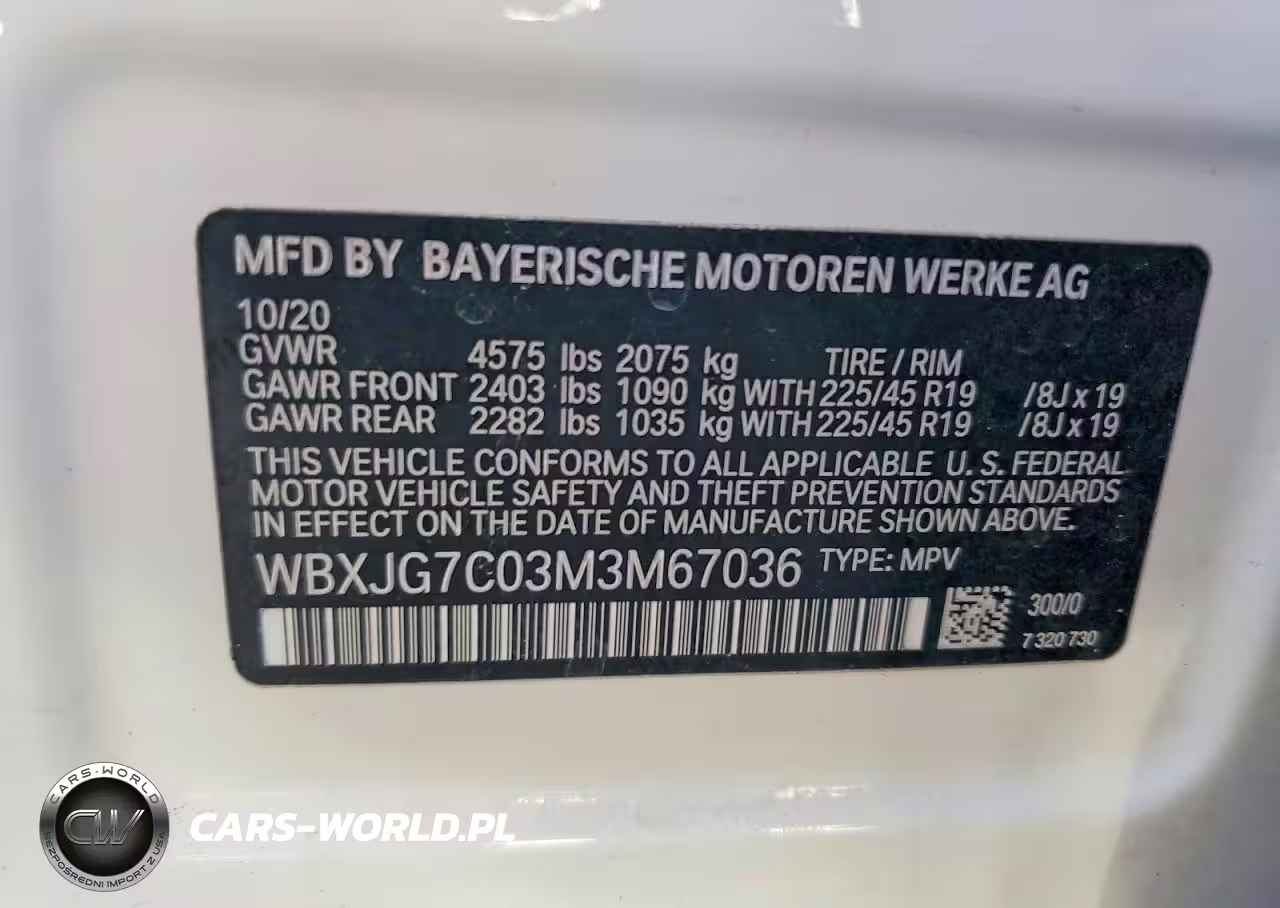 MFD BY BAYERISCHE MOTOREN WERKE AG
10/20
GVWR 4575 lbs 2075 kg TIRE / RIM
GAWR FRONT 2403 lbs 1090 kg WITH 225/45 R19 /8J x 19
GAWR REAR 2282 lbs 1035 kg WITH 225/45 R19 /8J x 19
THIS VEHICLE CONFORMS TO ALL APPLICABLE U. S. FEDERAL
MOTOR VEHICLE SAFETY AND THEFT PREVENTION STANDARDS
IN EFFECT ON THE DATE OF MANUFACTURE SHOWN ABOVE.
WBXJG7C03M3M67036 TYPE: MPV
300/0
7 320 730
CARS-WORLD
CW
BEZPOŚREDNI IMPORT Z USA
CARS-WORLD.PL